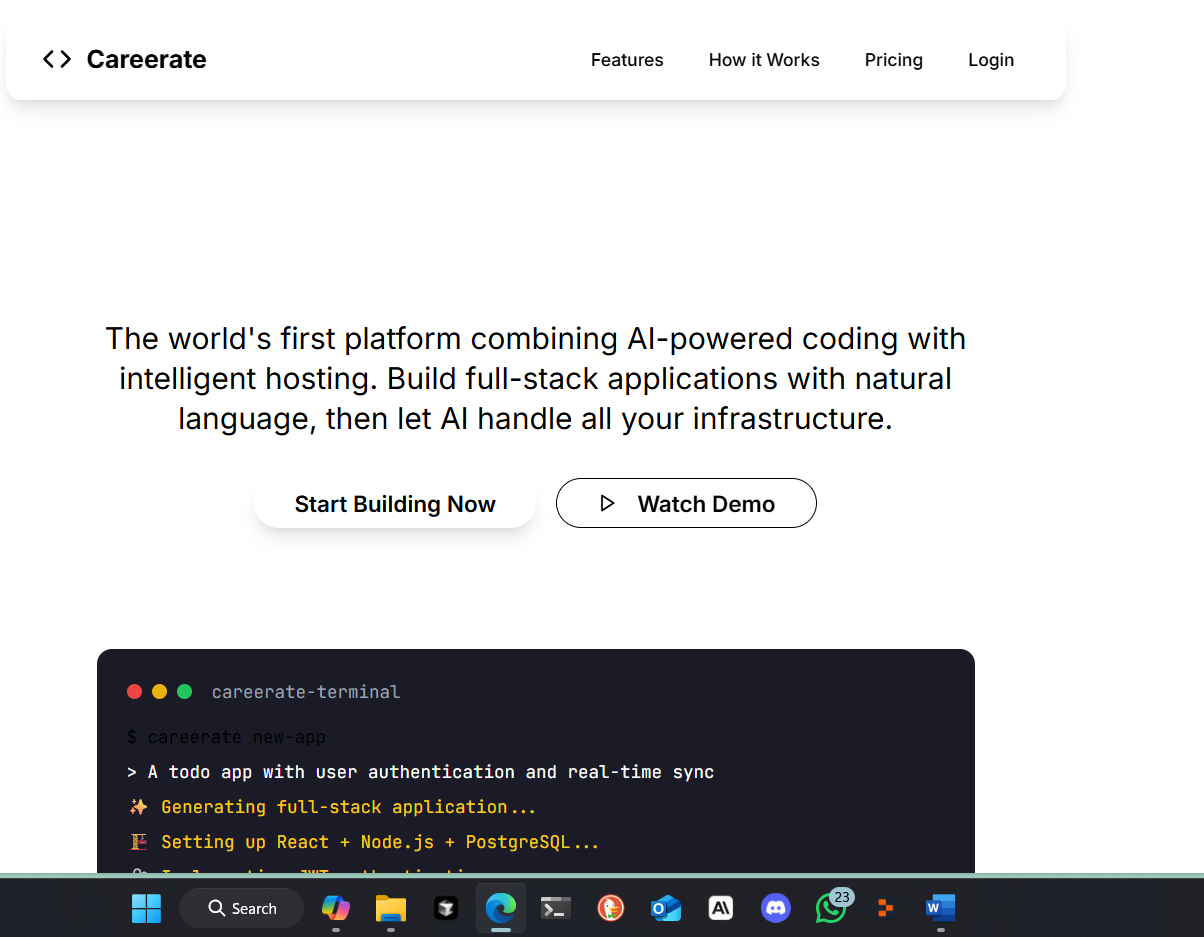 <> Careerate
Features
How it Works
Pricing
Login
The world's first platform combining AI-powered coding with
intelligent hosting. Build full-stack applications with natural
language, then let AI handle all your infrastructure.
Start Building Now
Watch Demo
careerate-terminal
$ careerate new-app
> A todo app with user authentication and real-time sync
Generating full-stack application...
Setting up React + Node.js + PostgreSQL...
Search
23